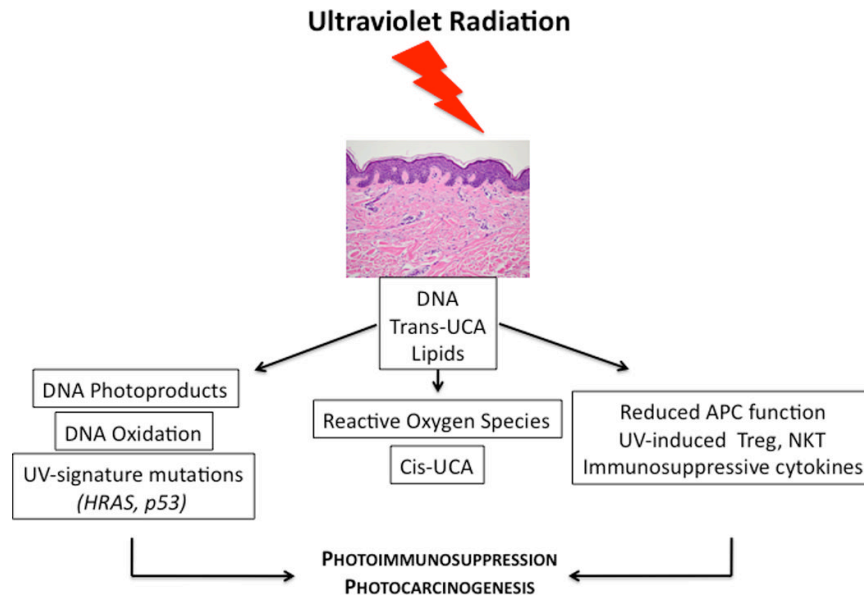 Ultraviolet Radiation
DNA
Trans-UCA
Lipids
DNA Photoproducts
DNA Oxidation
UV-signature mutations
(HRAS, p53)
Reactive Oxygen Species
Cis-UCA
Reduced APC function
UV-induced Treg, NKT
Immunosuppressive cytokines
PHOTOIMMUNOSUPPRESSION
PHOTOCARCINOGENESIS